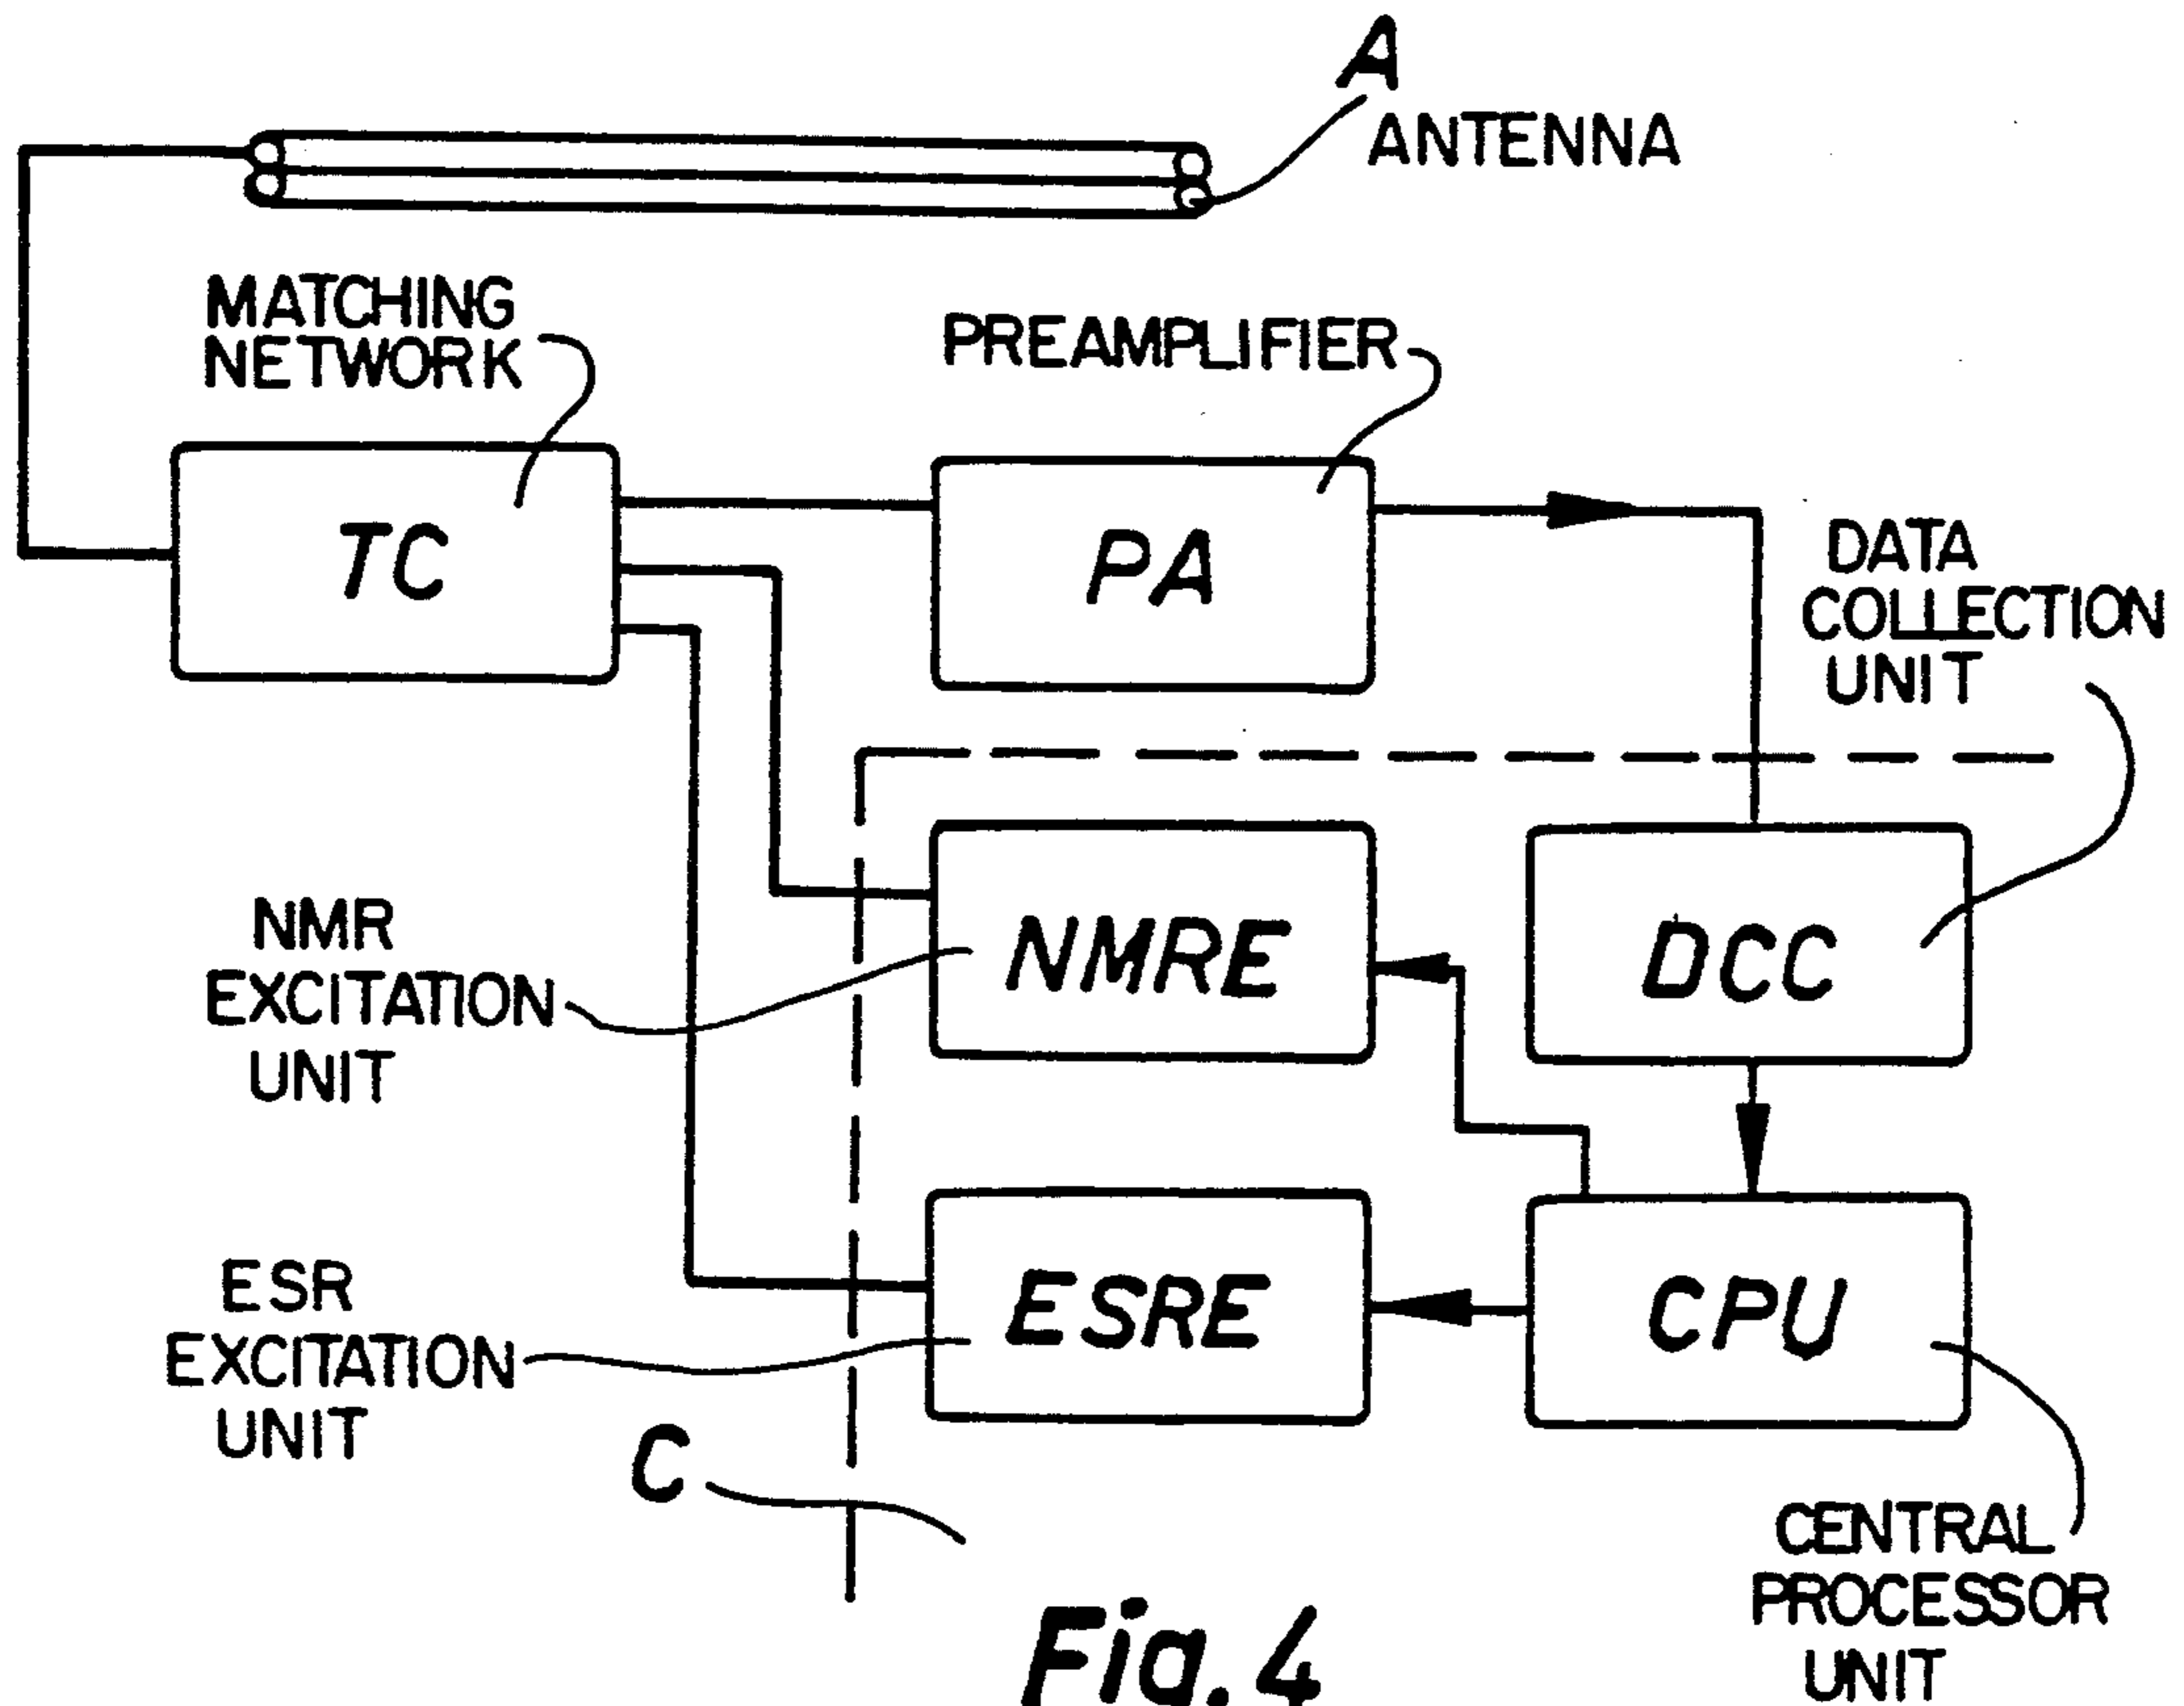 A
ANTENNA
MATCHING
NETWORK
PREAMPLIFIER
TC
PA
DATA
COLLECTION
UNIT
NMR
EXCITATION
UNIT
NMRE
DCC
ESR
EXCITATION
UNIT
ESRE
CPU
C
CENTRAL
PROCESSOR
UNIT
Fig. 4